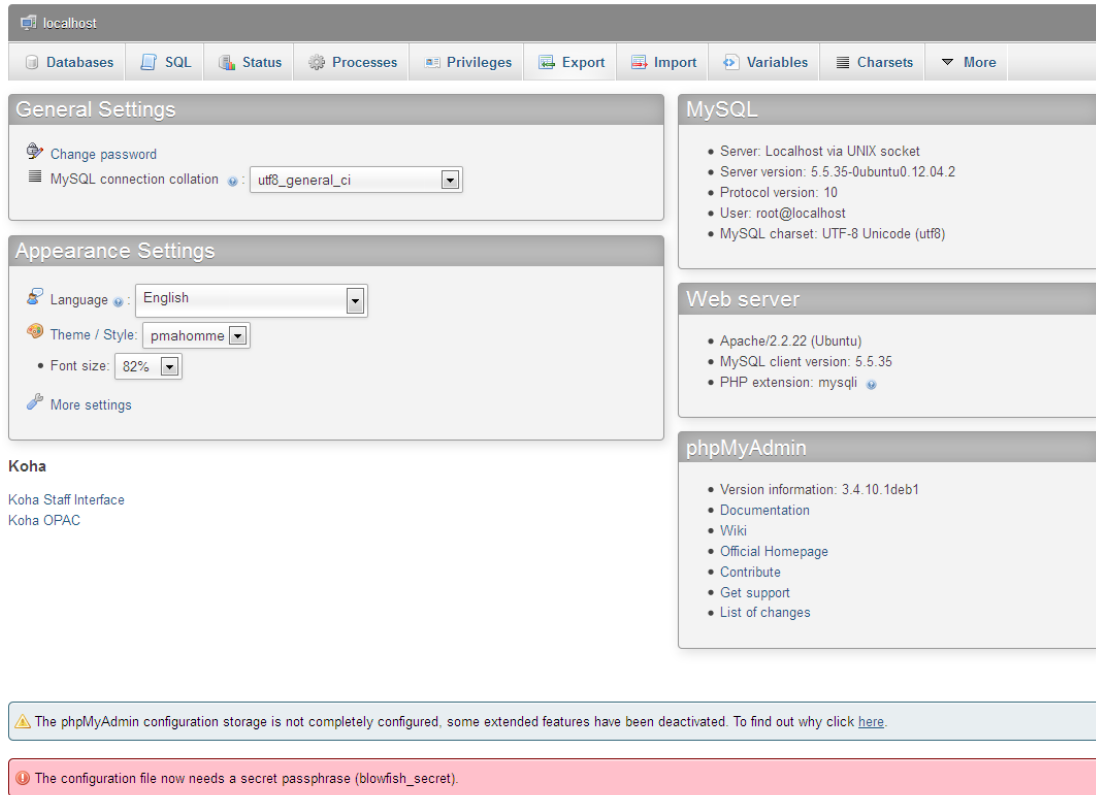 localhost
Databases SQL Status Processes Privileges Export Import Variables Charsets More
General Settings
Change password
MySQL connection collation : utf8_general_ci
Appearance Settings
Language : English
Theme / Style: pmahomme
• Font size: 82%
More settings
Koha
Koha Staff Interface
Koha OPAC
MySQL
• Server: Localhost via UNIX socket
• Server version: 5.5.35-0ubuntu0.12.04.2
• Protocol version: 10
• User: root@localhost
• MySQL charset: UTF-8 Unicode (utf8)
Web server
• Apache/2.2.22 (Ubuntu)
• MySQL client version: 5.5.35
• PHP extension: mysqli
phpMyAdmin
• Version information: 3.4.10.1deb1
• Documentation
• Wiki
• Official Homepage
• Contribute
• Get support
• List of changes
The phpMyAdmin configuration storage is not completely configured, some extended features have been deactivated. To find out why click here.
The configuration file now needs a secret passphrase (blowfish_secret).